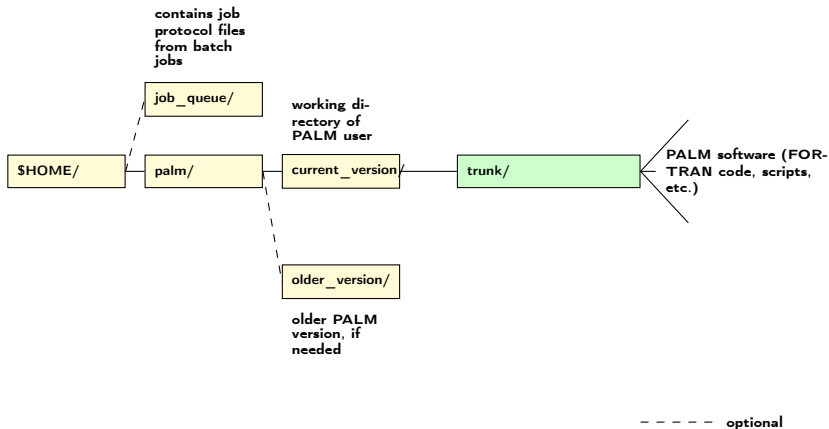 contains job
protocol files
from batch
jobs
job_queue/
working di-
rectory of
PALM user
$HOME/
palm/
current_version/
trunk/
PALM software (FOR-
TRAN code, scripts,
etc.)
older_version/
older PALM
version, if
needed
optional